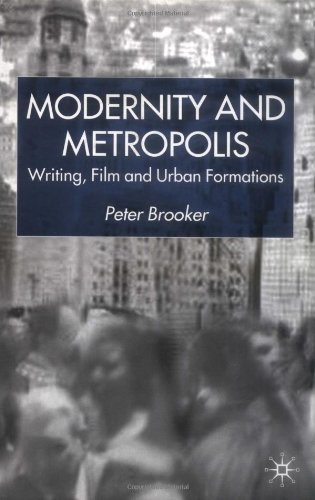 MODERNITY AND
METROPOLIS
Writing, Film and Urban Formations
Peter Brooker